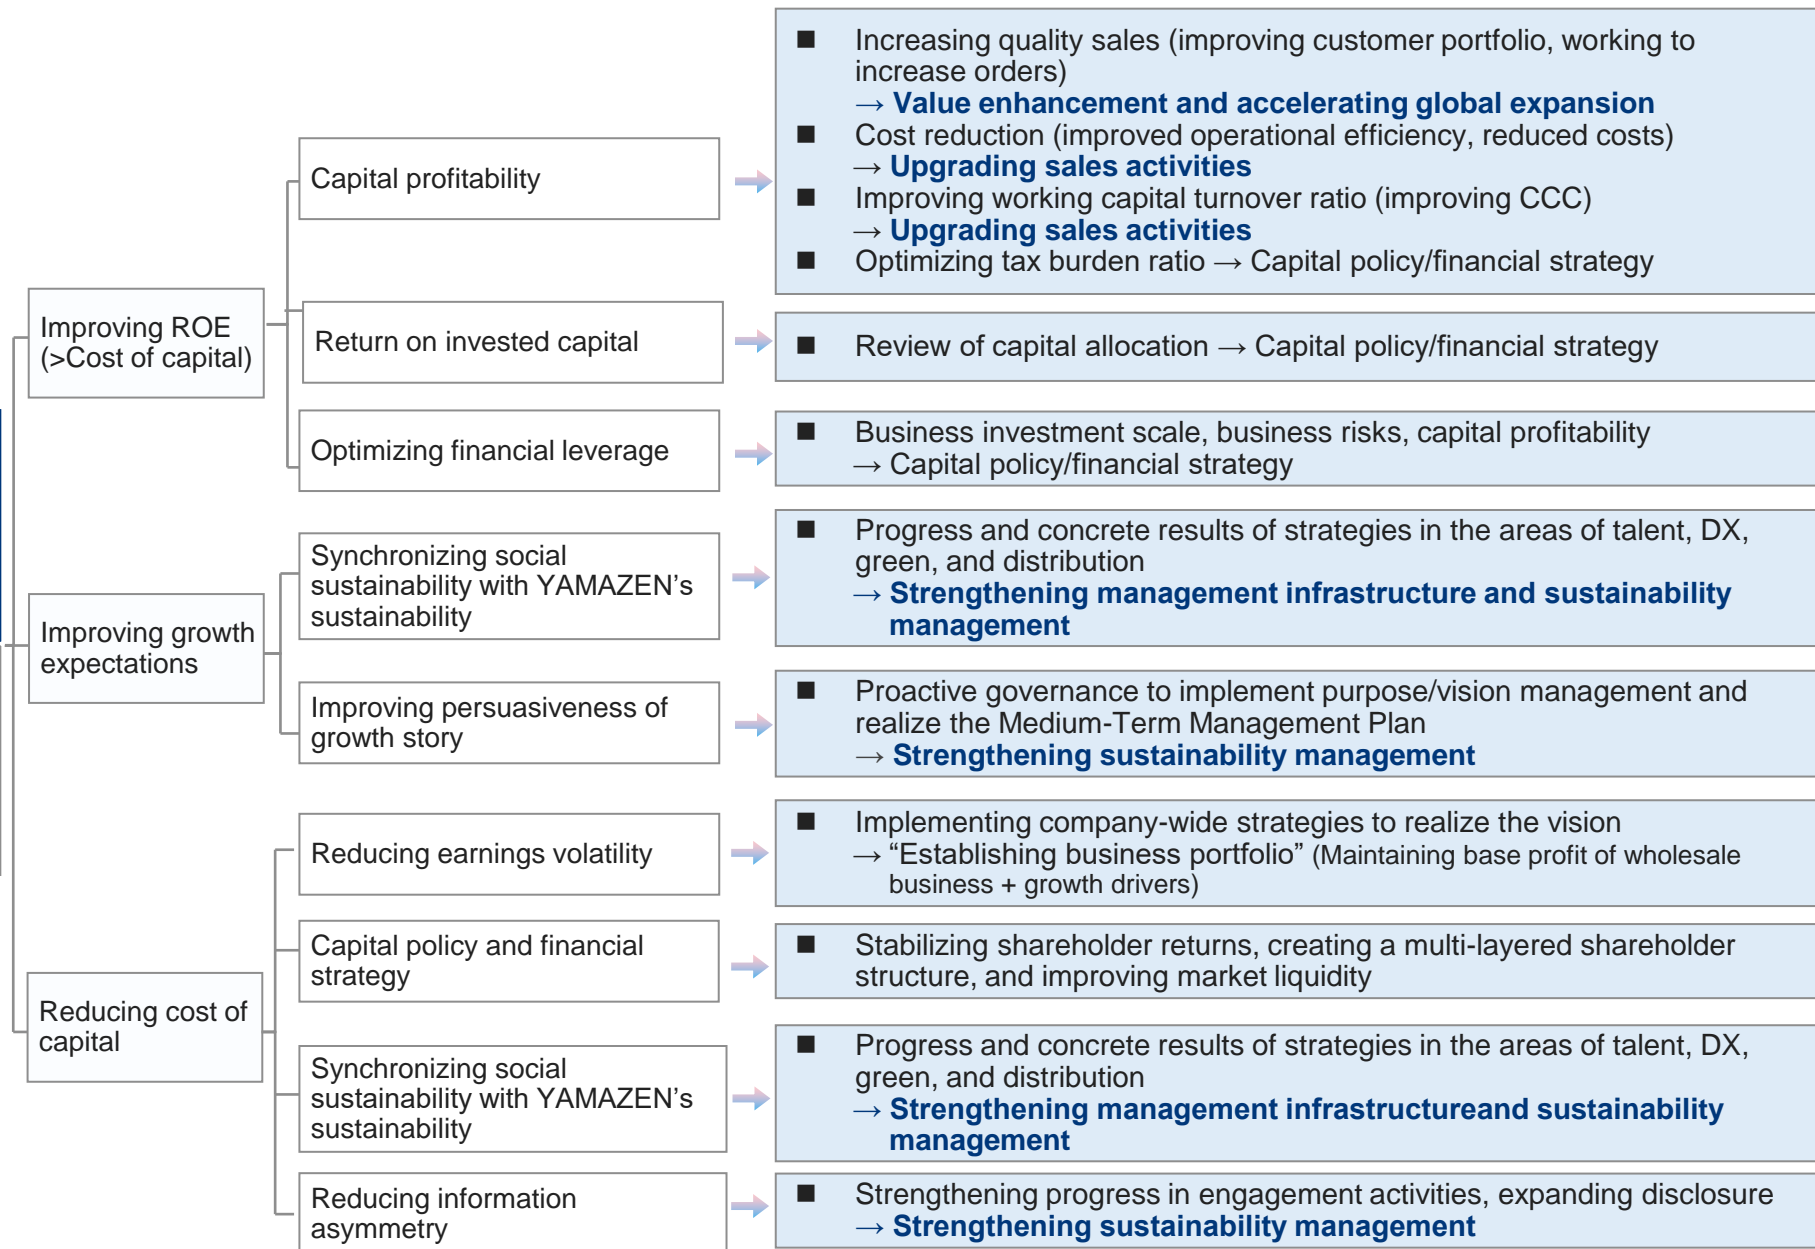 Improving ROE
(>Cost of capital)
Capital profitability
■ Increasing quality sales (improving customer portfolio, working to
increase orders)
→ Value enhancement and accelerating global expansion
■ Cost reduction (improved operational efficiency, reduced costs)
→ Upgrading sales activities
■ Improving working capital turnover ratio (improving CCC)
→ Upgrading sales activities
■ Optimizing tax burden ratio → Capital policy/financial strategy
Return on invested capital
■ Review of capital allocation → Capital policy/financial strategy
Optimizing financial leverage
■ Business investment scale, business risks, capital profitability
→ Capital policy/financial strategy
Improving growth
expectations
Synchronizing social
sustainability with YAMAZEN’s
sustainability
■ Progress and concrete results of strategies in the areas of talent, DX,
green, and distribution
→ Strengthening management infrastructure and sustainability
management
Improving persuasiveness of
growth story
■ Proactive governance to implement purpose/vision management and
realize the Medium-Term Management Plan
→ Strengthening sustainability management
Reducing cost of
capital
Reducing earnings volatility
■ Implementing company-wide strategies to realize the vision
→ “Establishing business portfolio” (Maintaining base profit of wholesale
business + growth drivers)
Capital policy and financial
strategy
■ Stabilizing shareholder returns, creating a multi-layered shareholder
structure, and improving market liquidity
Synchronizing social
sustainability with YAMAZEN’s
sustainability
■ Progress and concrete results of strategies in the areas of talent, DX,
green, and distribution
→ Strengthening management infrastructureand sustainability
management
Reducing information
asymmetry
■ Strengthening progress in engagement activities, expanding disclosure
→ Strengthening sustainability management